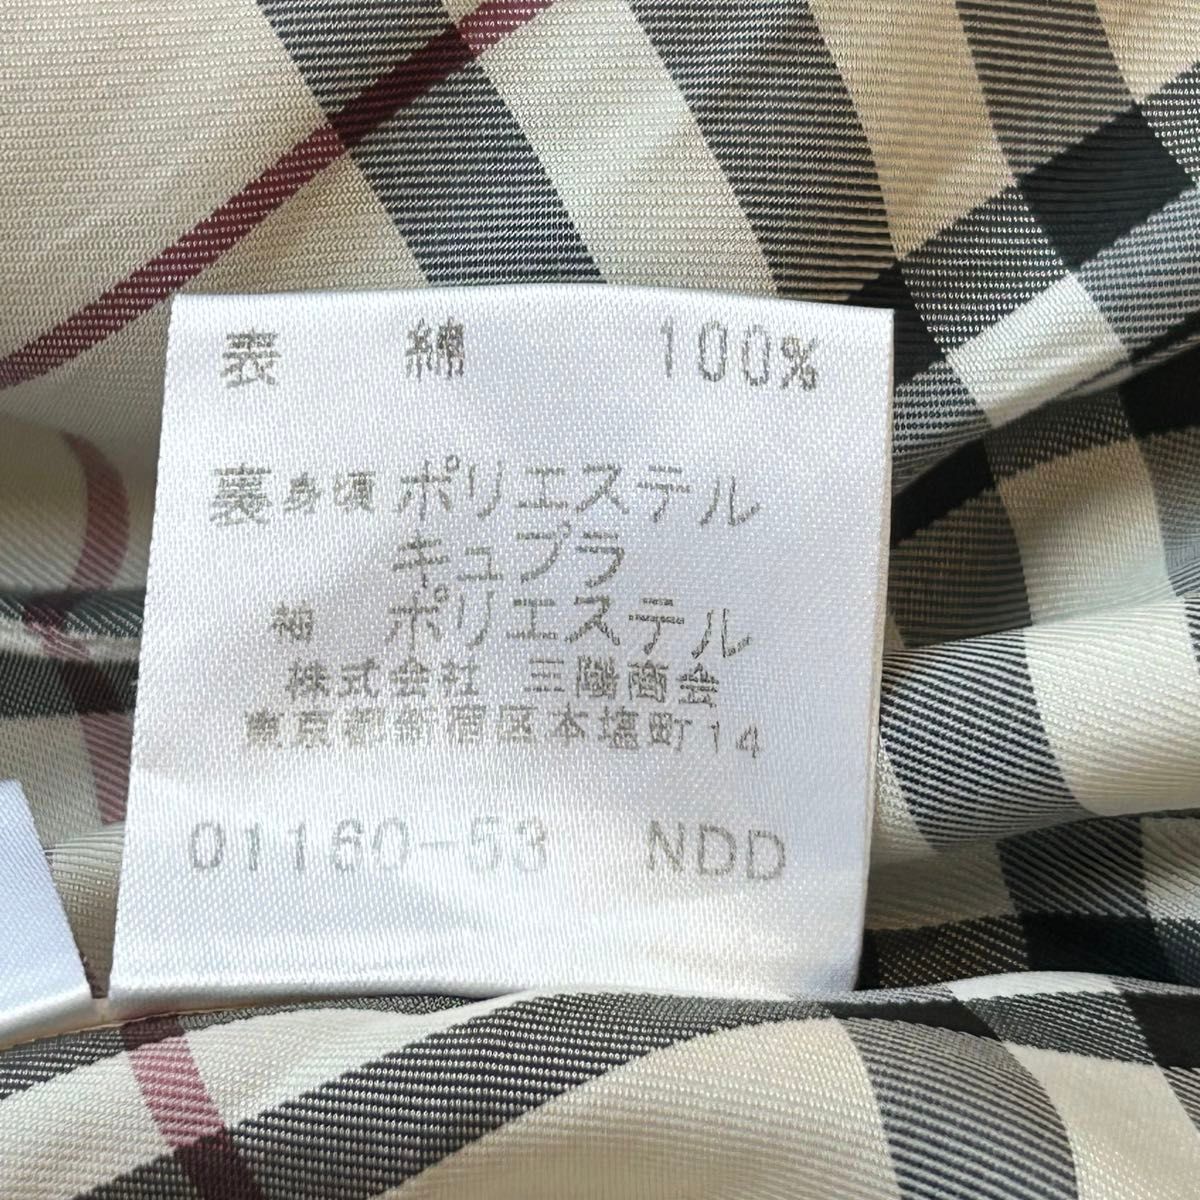 表 綿 100%
裏身頃 ポリエステル
キュプラ
袖 ポリエステル
株式会社 三陽商会
東京都新宿区本塩町14
01160-53 NDD